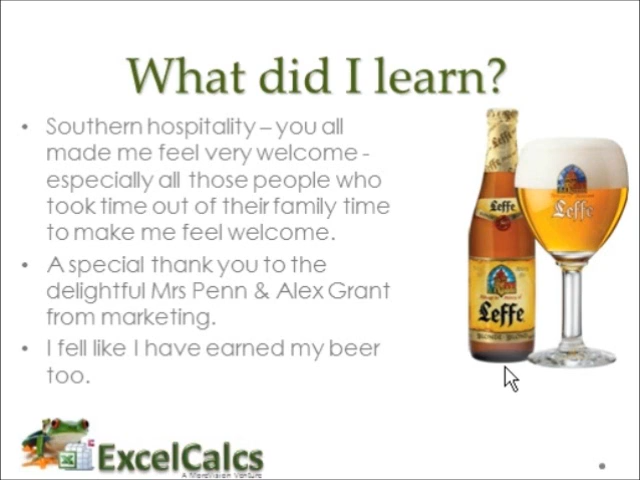 What did I learn?
• Southern hospitality – you all
made me feel very welcome -
especially all those people who
took time out of their family time
to make me feel welcome.
• A special thank you to the
delightful Mrs Penn & Alex Grant
from marketing.
• I fell like I have earned my beer
too.
Leffe
Leffe
Leffe
ExcelCalcs
A MoreVision Venture